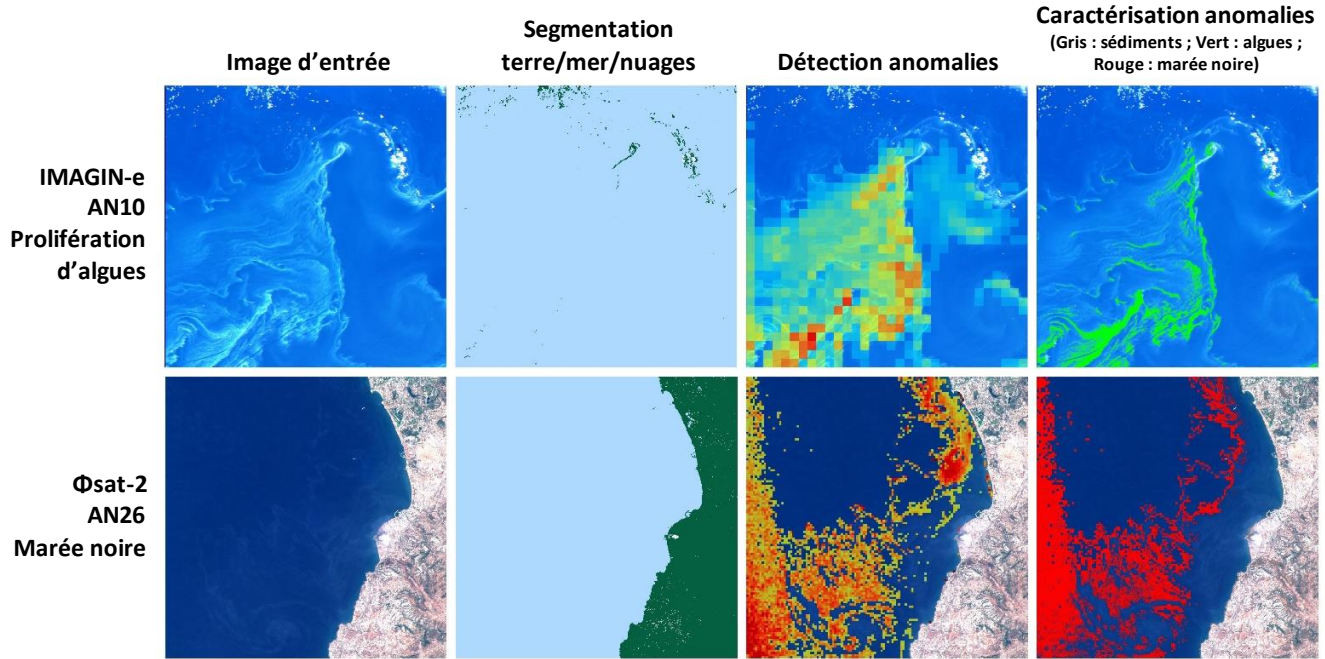 Image d’entrée
Segmentation
terre/mer/nuages
Détection anomalies
Caractérisation anomalies
(Gris : sédiments ; Vert : algues ;
Rouge : marée noire)
IMAGIN-e
AN10
Prolifération
d’algues
Φsat-2
AN26
Marée noire